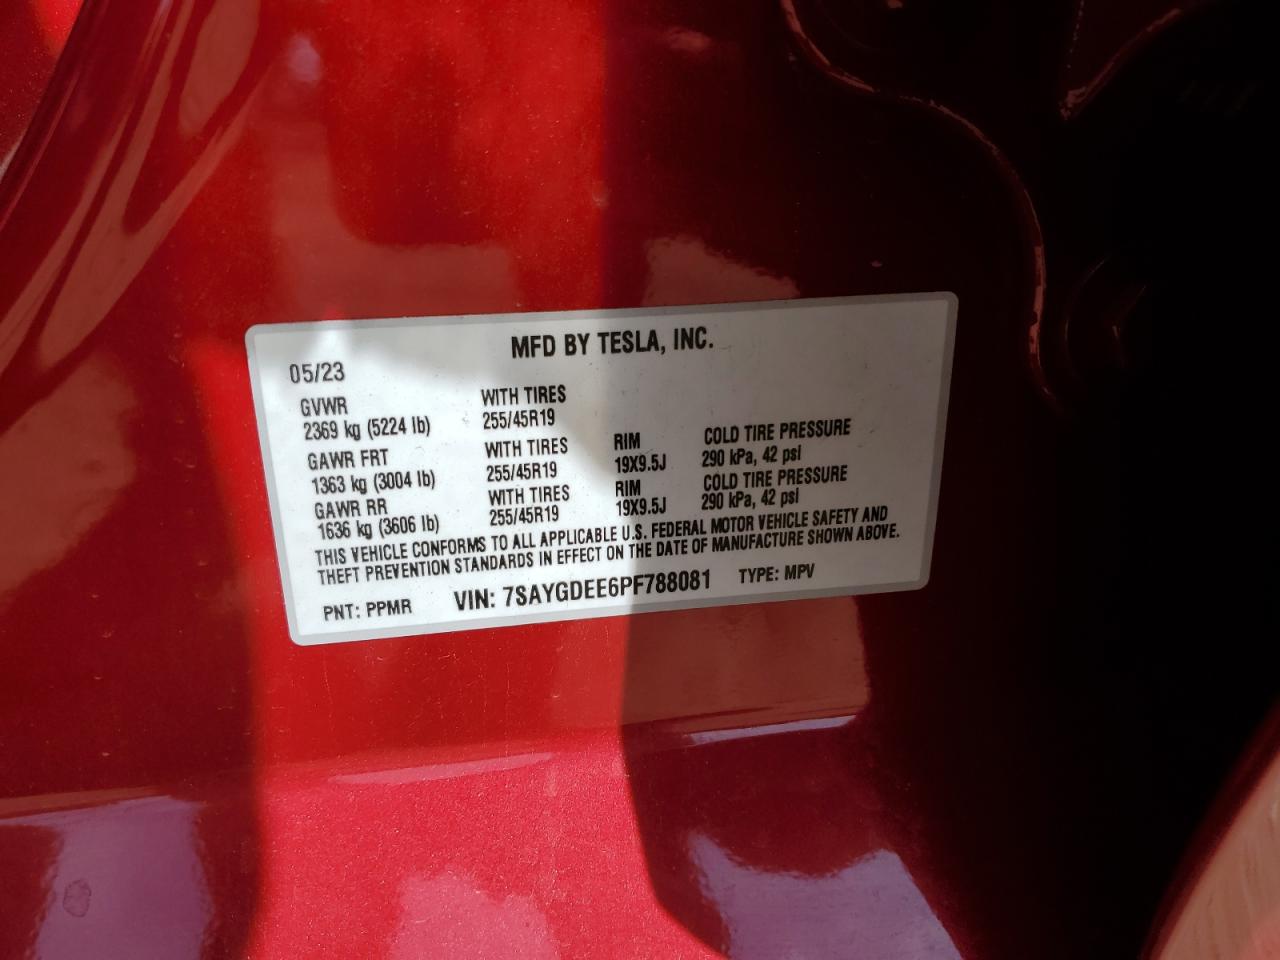 MFD BY TESLA, INC.
05/23
GVWR WITH TIRES
2369 kg (5224 lb) 255/45R19
GAWR FRT WITH TIRES RIM COLD TIRE PRESSURE
1363 kg (3004 lb) 255/45R19 19X9.5J 290 kPa, 42 psi
GAWR RR WITH TIRES RIM COLD TIRE PRESSURE
1636 kg (3606 lb) 255/45R19 19X9.5J 290 kPa, 42 psi
THIS VEHICLE CONFORMS TO ALL APPLICABLE U.S. FEDERAL MOTOR VEHICLE SAFETY AND
THEFT PREVENTION STANDARDS IN EFFECT ON THE DATE OF MANUFACTURE SHOWN ABOVE.
PNT: PPMR VIN: 7SAYGDEE6PF788081 TYPE: MPV